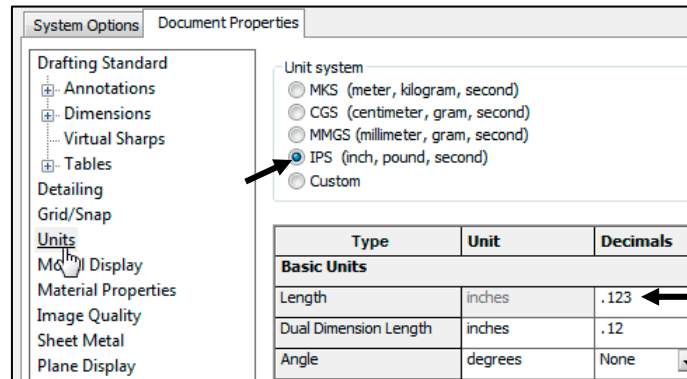 System Options Document Properties
Drafting Standard
Annotations
Dimensions
Virtual Sharps
Tables
Detailing
Grid/Snap
Units
Display
Material Properties
Image Quality
Sheet Metal
Plane Display
Unit system
MKS (meter, kilogram, second)
CGS (centimeter, gram, second)
MMGS (millimeter, gram, second)
IPS (inch, pound, second)
Custom
Type Unit Decimals
Basic Units
Length inches .123
Dual Dimension Length inches .12
Angle degrees None